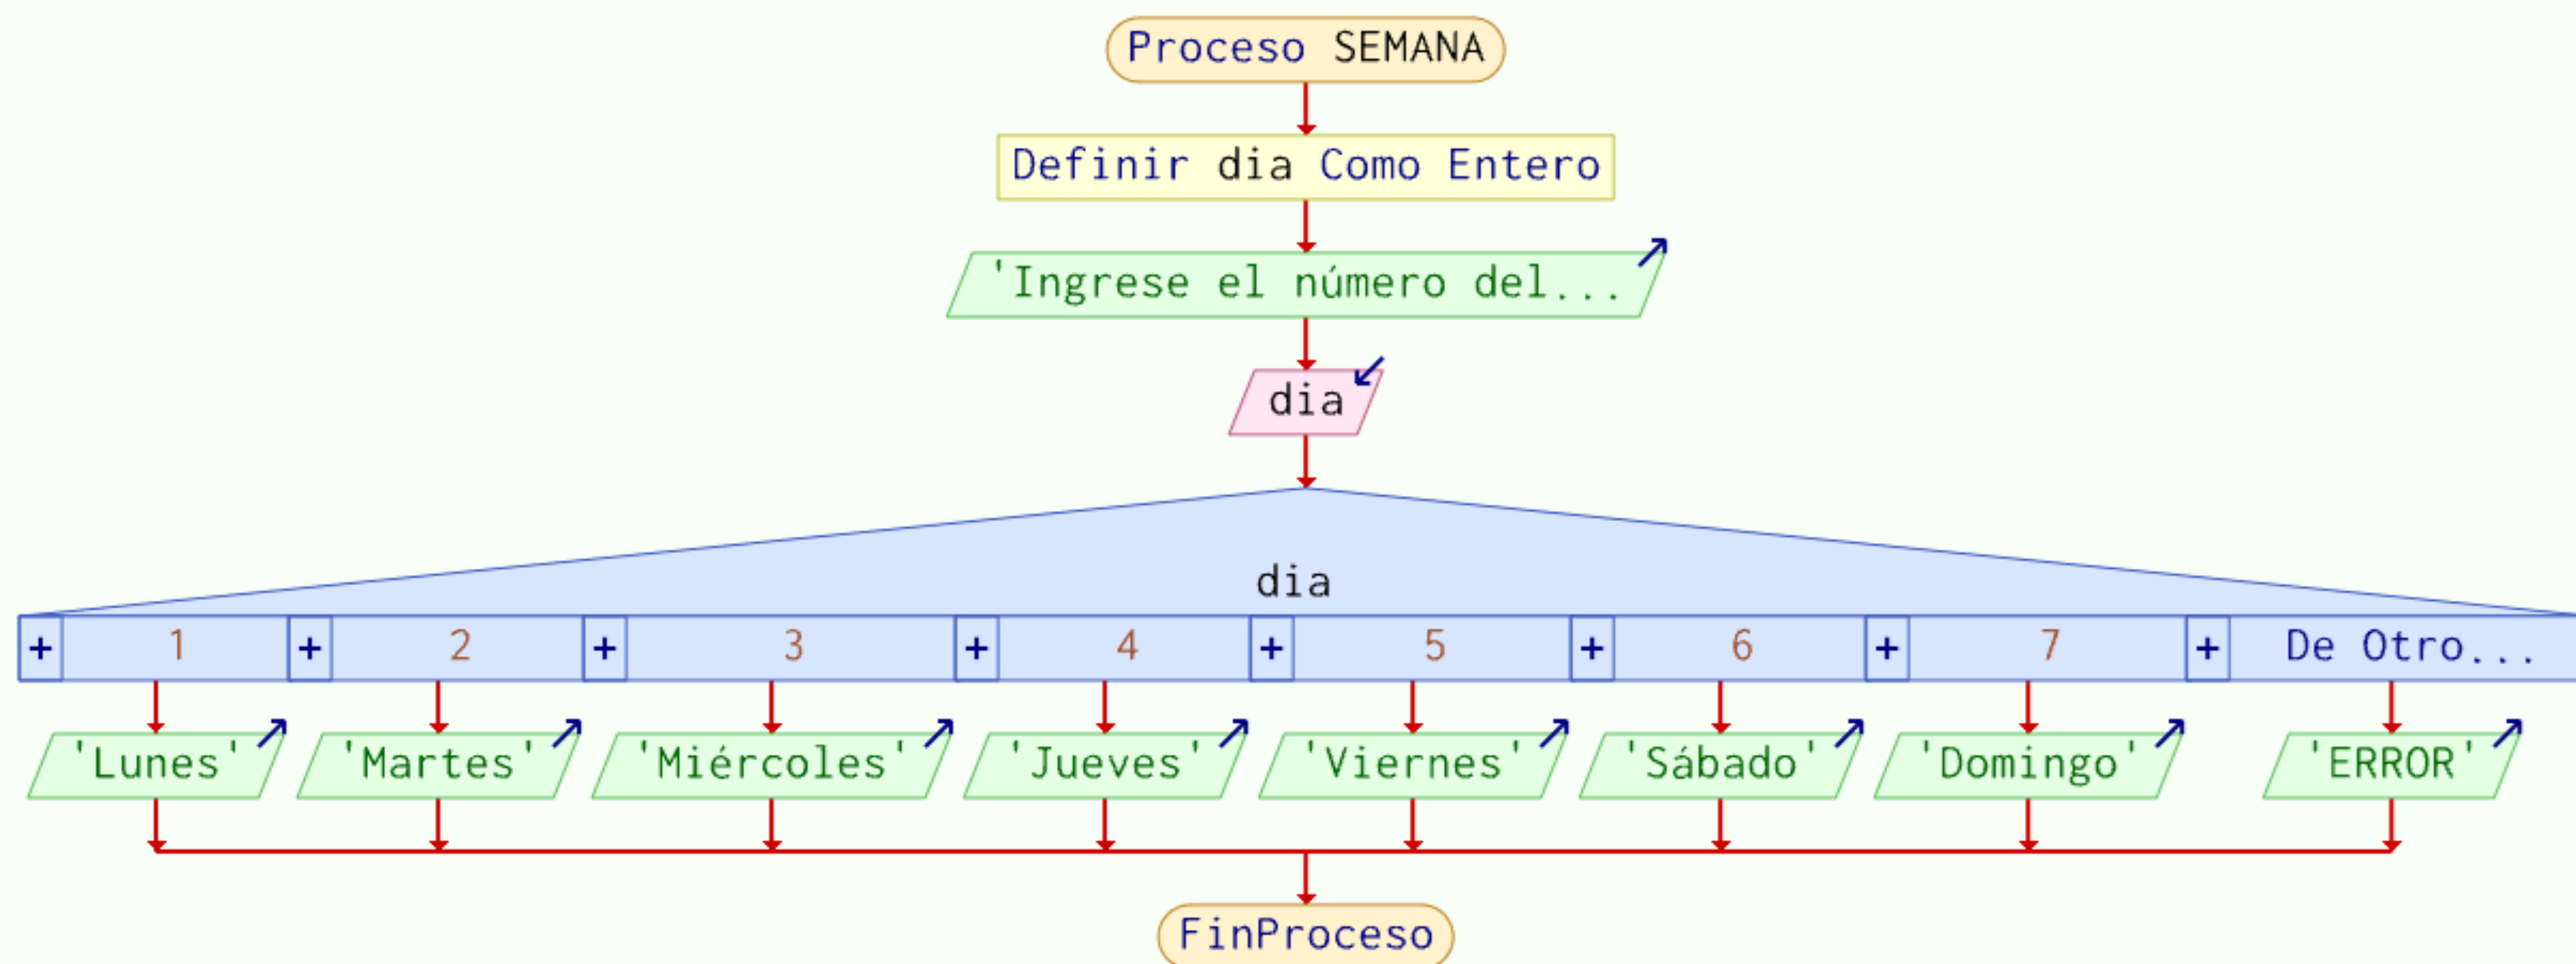 Proceso SEMANA
Definir dia Como Entero
'Ingrese el número del...
dia
dia
+ 1 + 2 + 3 + 4 + 5 + 6 + 7 + De Otro...
'Lunes' 'Martes' 'Miércoles' 'Jueves' 'Viernes' 'Sábado' 'Domingo' 'ERROR'
FinProceso